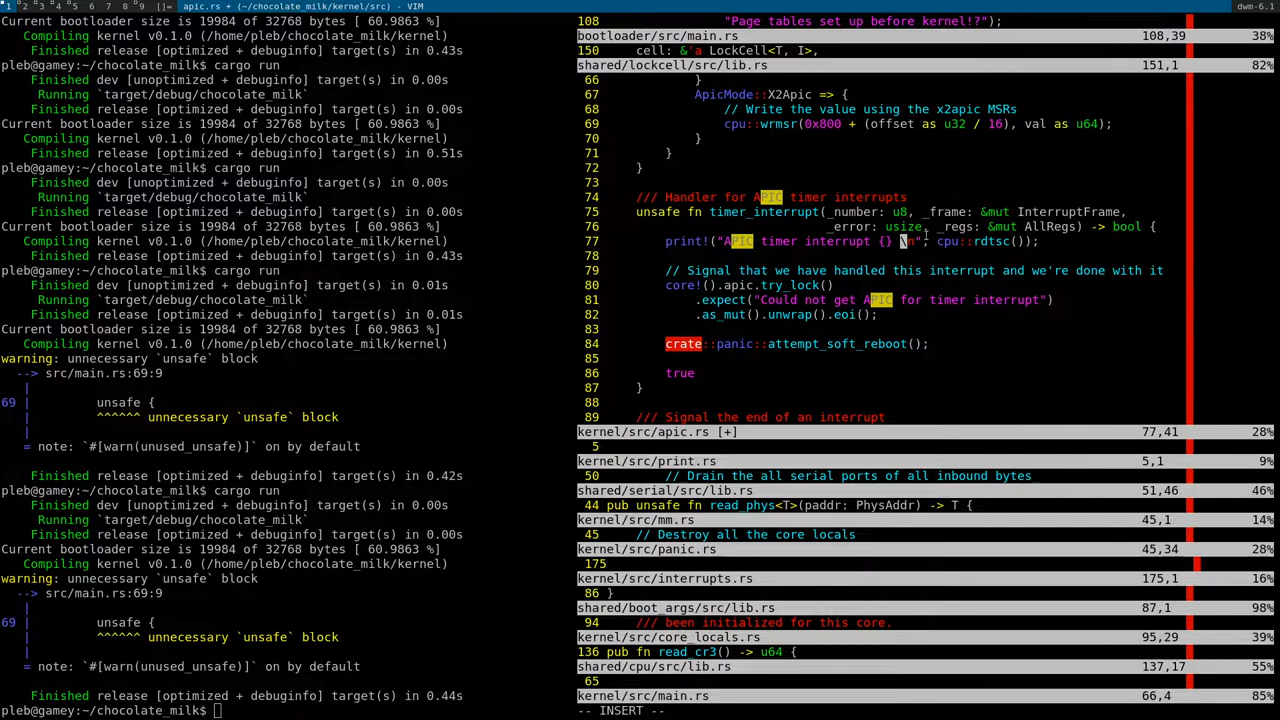 1 2 3 4 5 6 7 8 9 []= apic.rs + (~/chocolate_milk/kernel/src) - VIM dwm-6.1
Current bootloader size is 19984 of 32768 bytes [ 60.9863 %]
Compiling kernel v0.1.0 (/home/pleb/chocolate_milk/kernel)
Finished release [optimized + debuginfo] target(s) in 0.43s
pleb@gamey:~/chocolate_milk$ cargo run
Finished dev [unoptimized + debuginfo] target(s) in 0.00s
Running `target/debug/chocolate_milk`
Finished release [optimized + debuginfo] target(s) in 0.00s
Current bootloader size is 19984 of 32768 bytes [ 60.9863 %]
Compiling kernel v0.1.0 (/home/pleb/chocolate_milk/kernel)
Finished release [optimized + debuginfo] target(s) in 0.51s
pleb@gamey:~/chocolate_milk$ cargo run
Finished dev [unoptimized + debuginfo] target(s) in 0.00s
Running `target/debug/chocolate_milk`
Finished release [optimized + debuginfo] target(s) in 0.00s
Current bootloader size is 19984 of 32768 bytes [ 60.9863 %]
Compiling kernel v0.1.0 (/home/pleb/chocolate_milk/kernel)
Finished release [optimized + debuginfo] target(s) in 0.43s
pleb@gamey:~/chocolate_milk$ cargo run
Finished dev [unoptimized + debuginfo] target(s) in 0.01s
Running `target/debug/chocolate_milk`
Finished release [optimized + debuginfo] target(s) in 0.01s
Current bootloader size is 19984 of 32768 bytes [ 60.9863 %]
Compiling kernel v0.1.0 (/home/pleb/chocolate_milk/kernel)
warning: unnecessary `unsafe` block
--> src/main.rs:69:9
|
69 | unsafe {
| ^^^^^^ unnecessary `unsafe` block
|
= note: `#[warn(unused_unsafe)]` on by default
Finished release [optimized + debuginfo] target(s) in 0.42s
pleb@gamey:~/chocolate_milk$ cargo run
Finished dev [unoptimized + debuginfo] target(s) in 0.00s
Running `target/debug/chocolate_milk`
Finished release [optimized + debuginfo] target(s) in 0.00s
Current bootloader size is 19984 of 32768 bytes [ 60.9863 %]
Compiling kernel v0.1.0 (/home/pleb/chocolate_milk/kernel)
warning: unnecessary `unsafe` block
--> src/main.rs:69:9
|
69 | unsafe {
| ^^^^^^ unnecessary `unsafe` block
|
= note: `#[warn(unused_unsafe)]` on by default
Finished release [optimized + debuginfo] target(s) in 0.44s
pleb@gamey:~/chocolate_milk$
108 "Page tables set up before kernel!?");
bootloader/src/main.rs 108,39 38%
150 cell: &'a LockCell<T, I>,
shared/lockcell/src/lib.rs 151,1 82%
66 }
67 ApicMode::X2Apic => {
68 // Write the value using the x2apic MSRs
69 cpu::wrmsr(0x800 + (offset as u32 / 16), val as u64);
70 }
71 }
72 }
73
74 /// Handler for APIC timer interrupts
75 unsafe fn timer_interrupt(_number: u8, _frame: &mut InterruptFrame,
76 _error: usize, _regs: &mut AllRegs) -> bool {
77 print!("APIC timer interrupt {} \n", cpu::rdtsc());
78
79 // Signal that we have handled this interrupt and we're done with it
80 core!().apic.try_lock()
81 .expect("Could not get APIC for timer interrupt")
82 .as_mut().unwrap().eoi();
83
84 crate::panic::attempt_soft_reboot();
85
86 true
87 }
88
89 /// Signal the end of an interrupt
kernel/src/apic.rs [+] 77,41 28%
5
kernel/src/print.rs 5,1 9%
50 // Drain the all serial ports of all inbound bytes
shared/serial/src/lib.rs 51,46 46%
44 pub unsafe fn read_phys<T>(paddr: PhysAddr) -> T {
kernel/src/mm.rs 45,1 14%
45 // Destroy all the core locals
kernel/src/panic.rs 45,34 28%
175
kernel/src/interrupts.rs 175,1 16%
86 }
shared/boot_args/src/lib.rs 87,1 98%
94 /// been initialized for this core.
kernel/src/core_locals.rs 95,29 39%
136 pub fn read_cr3() -> u64 {
shared/cpu/src/lib.rs 137,17 55%
65
kernel/src/main.rs 66,4 85%
-- INSERT --